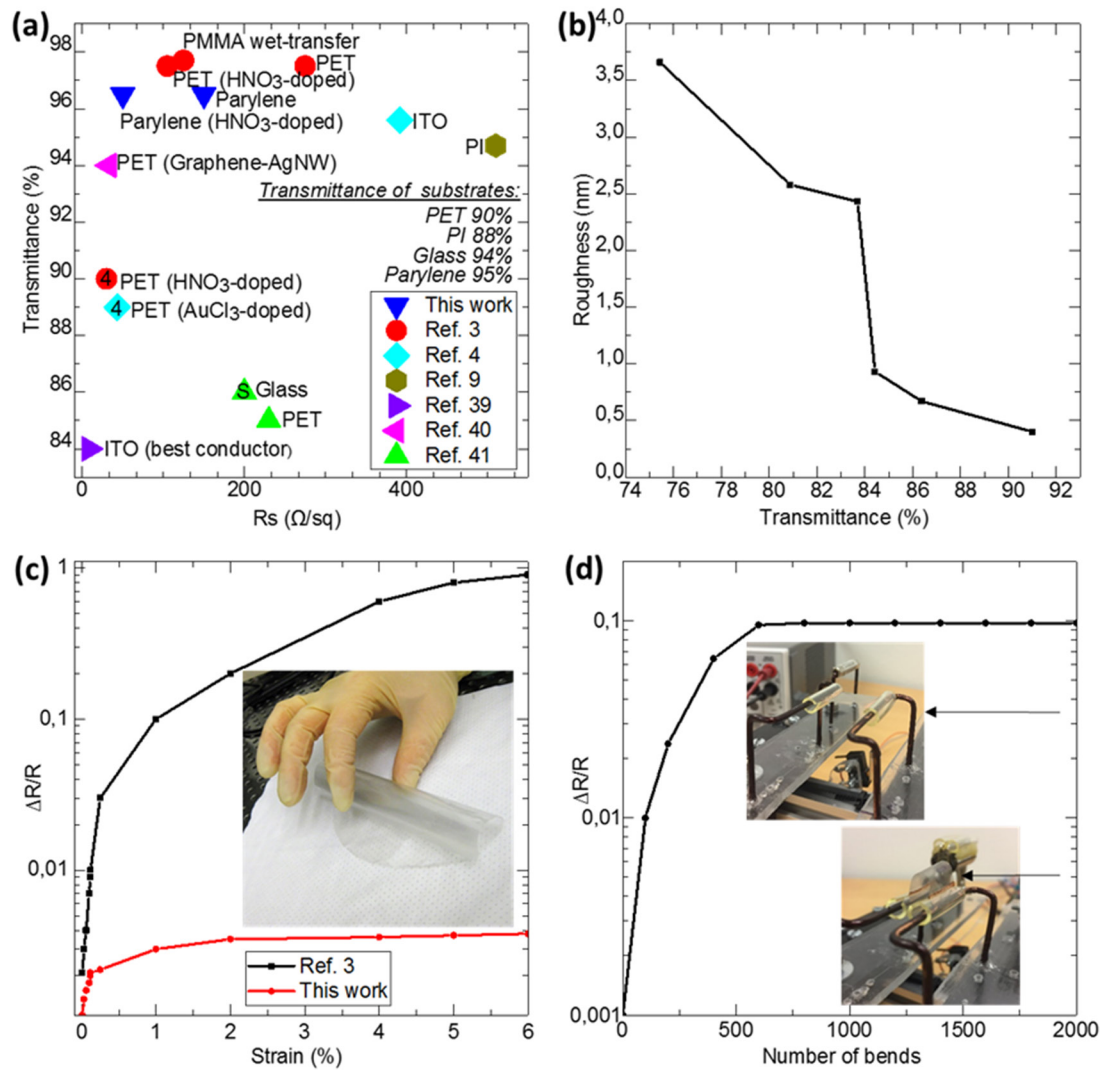 (a)
98
96
94
92
90
88
86
84
Transmittance (%)
PMMA wet-transfer
PET
PET (HNO3-doped)
Parylene
Parylene (HNO3-doped)
ITO
PI
PET (Graphene-AgNW)
Transmittance of substrates:
PET 90%
PI 88%
Glass 94%
Parylene 95%
4 PET (HNO3-doped)
4 PET (AuCl3-doped)
S Glass
PET
ITO (best conductor)
This work
Ref. 3
Ref. 4
Ref. 9
Ref. 39
Ref. 40
Ref. 41
0 200 400
Rs (Ω/sq)
(b)
4,0
3,5
3,0
2,5
2,0
1,5
1,0
0,5
0,0
Roughness (nm)
74 76 78 80 82 84 86 88 90 92
Transmittance (%)
(c)
1
0,1
0,01
ΔR/R
Ref. 3
This work
0 1 2 3 4 5 6
Strain (%)
(d)
0,1
0,01
0,001
ΔR/R
0 500 1000 1500 2000
Number of bends